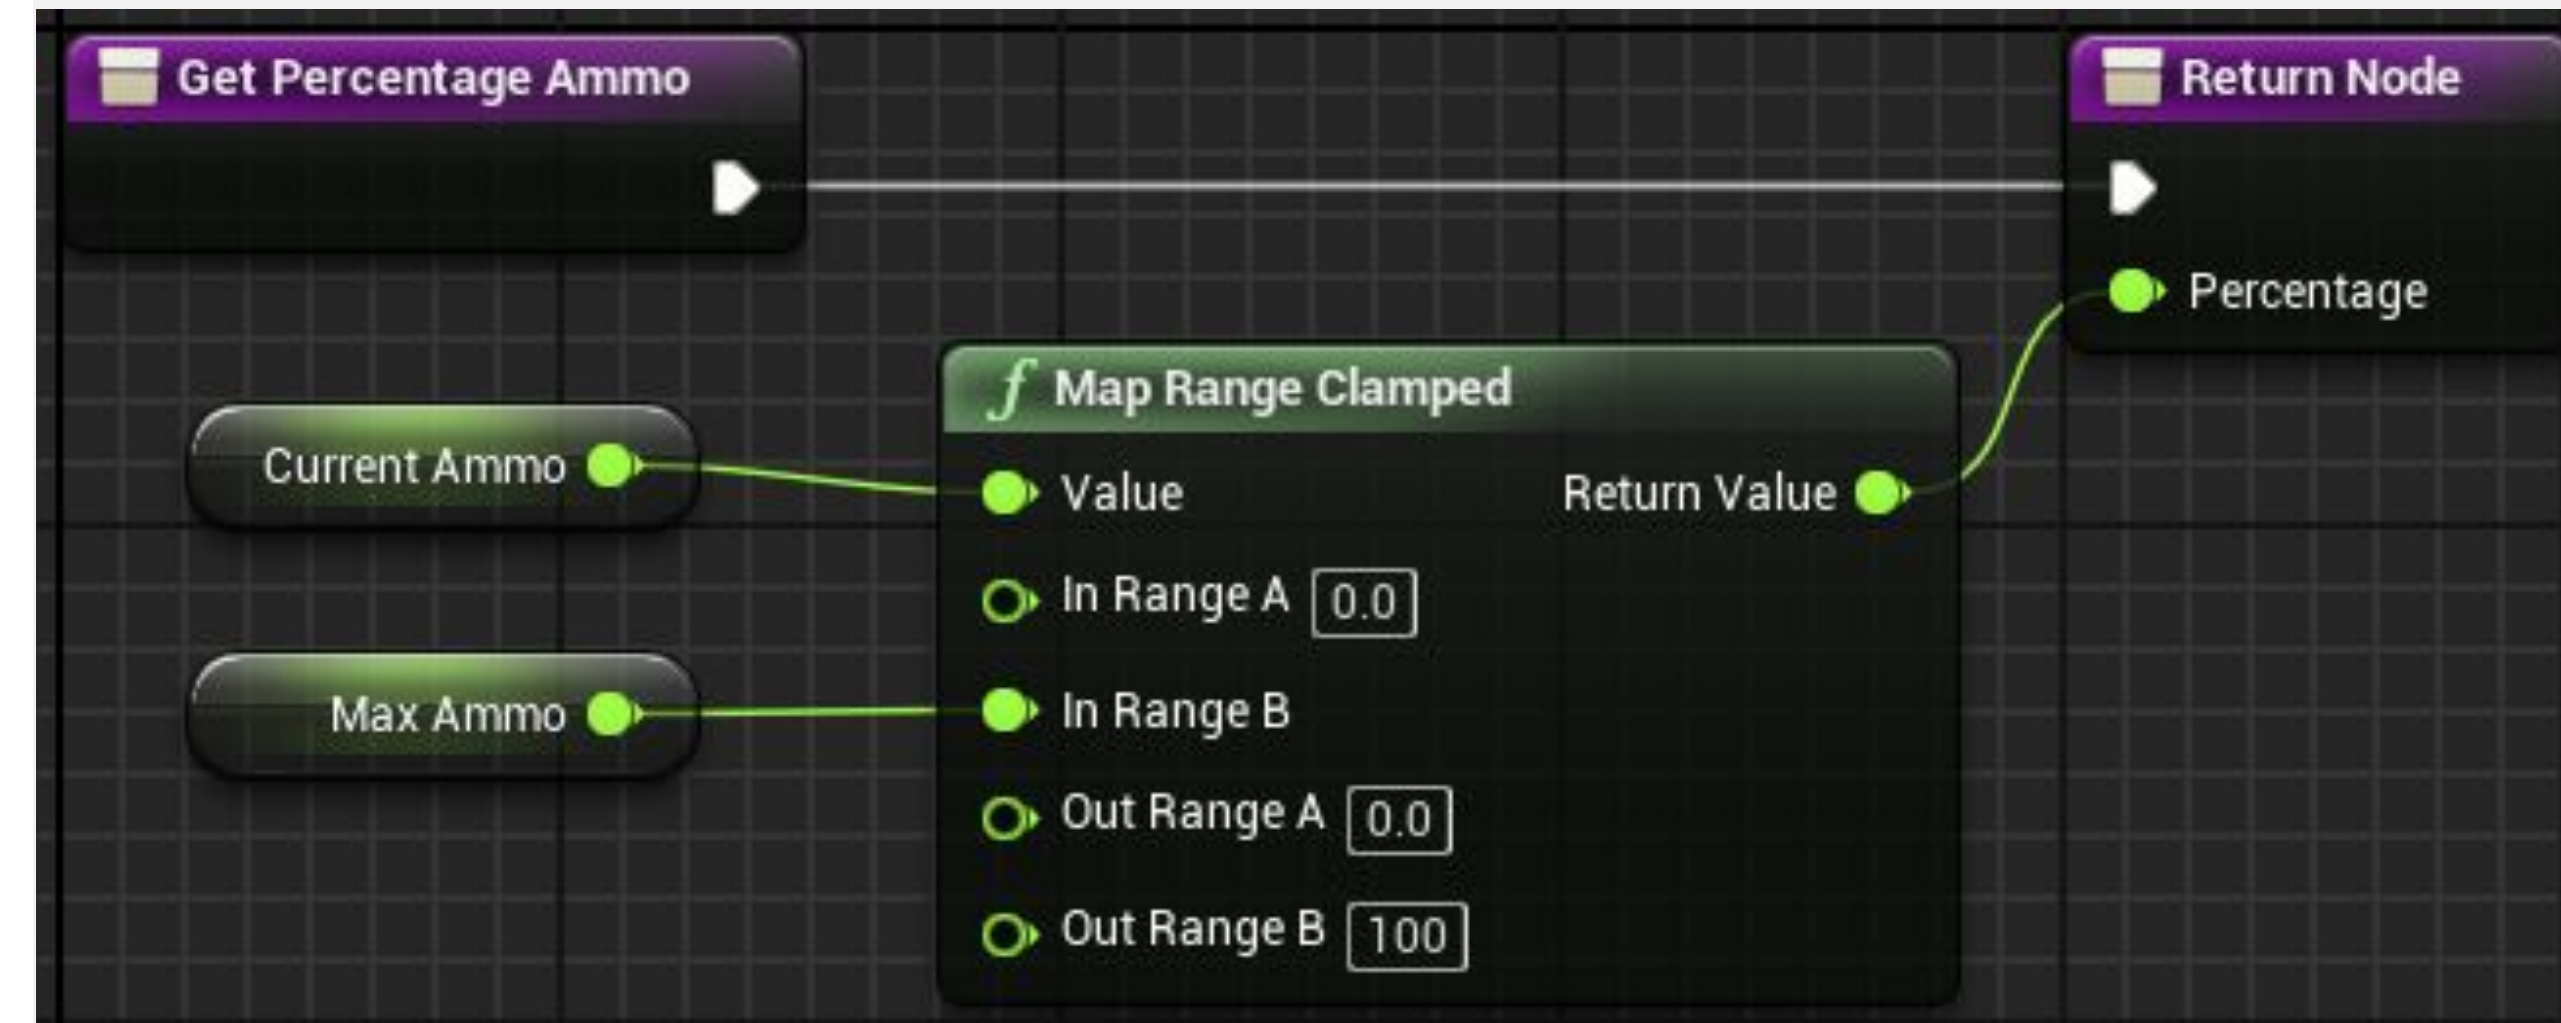 Get Percentage Ammo
Return Node
Percentage
Map Range Clamped
Current Ammo
Value
Return Value
In Range A 0.0
Max Ammo
In Range B
Out Range A 0.0
Out Range B 100